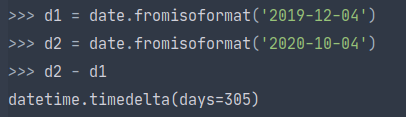 >>> d1 = date.fromisoformat('2019-12-04')
>>> d2 = date.fromisoformat('2020-10-04')
>>> d2 - d1
datetime.timedelta(days=305)